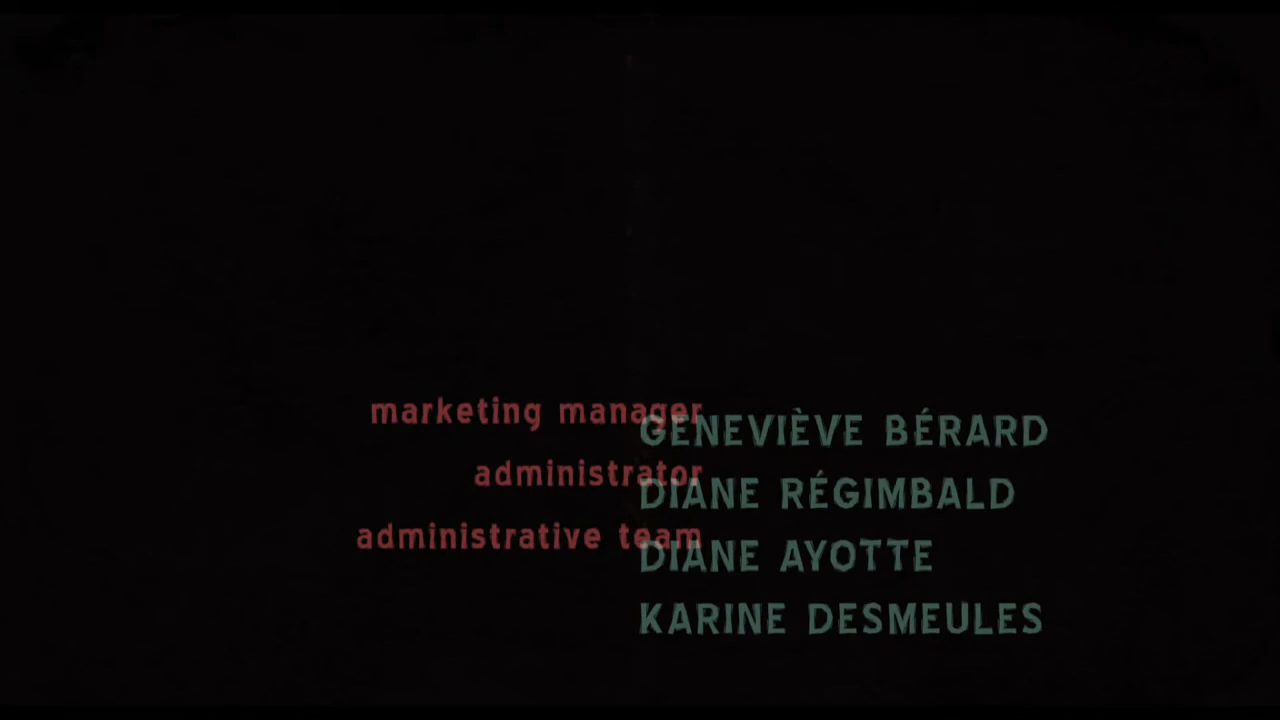 marketing manager
GENEVIÈVE BÉRARD
administrator
DIANE RÉGIMBALD
administrative team
DIANE AYOTTE
KARINE DESMEULES